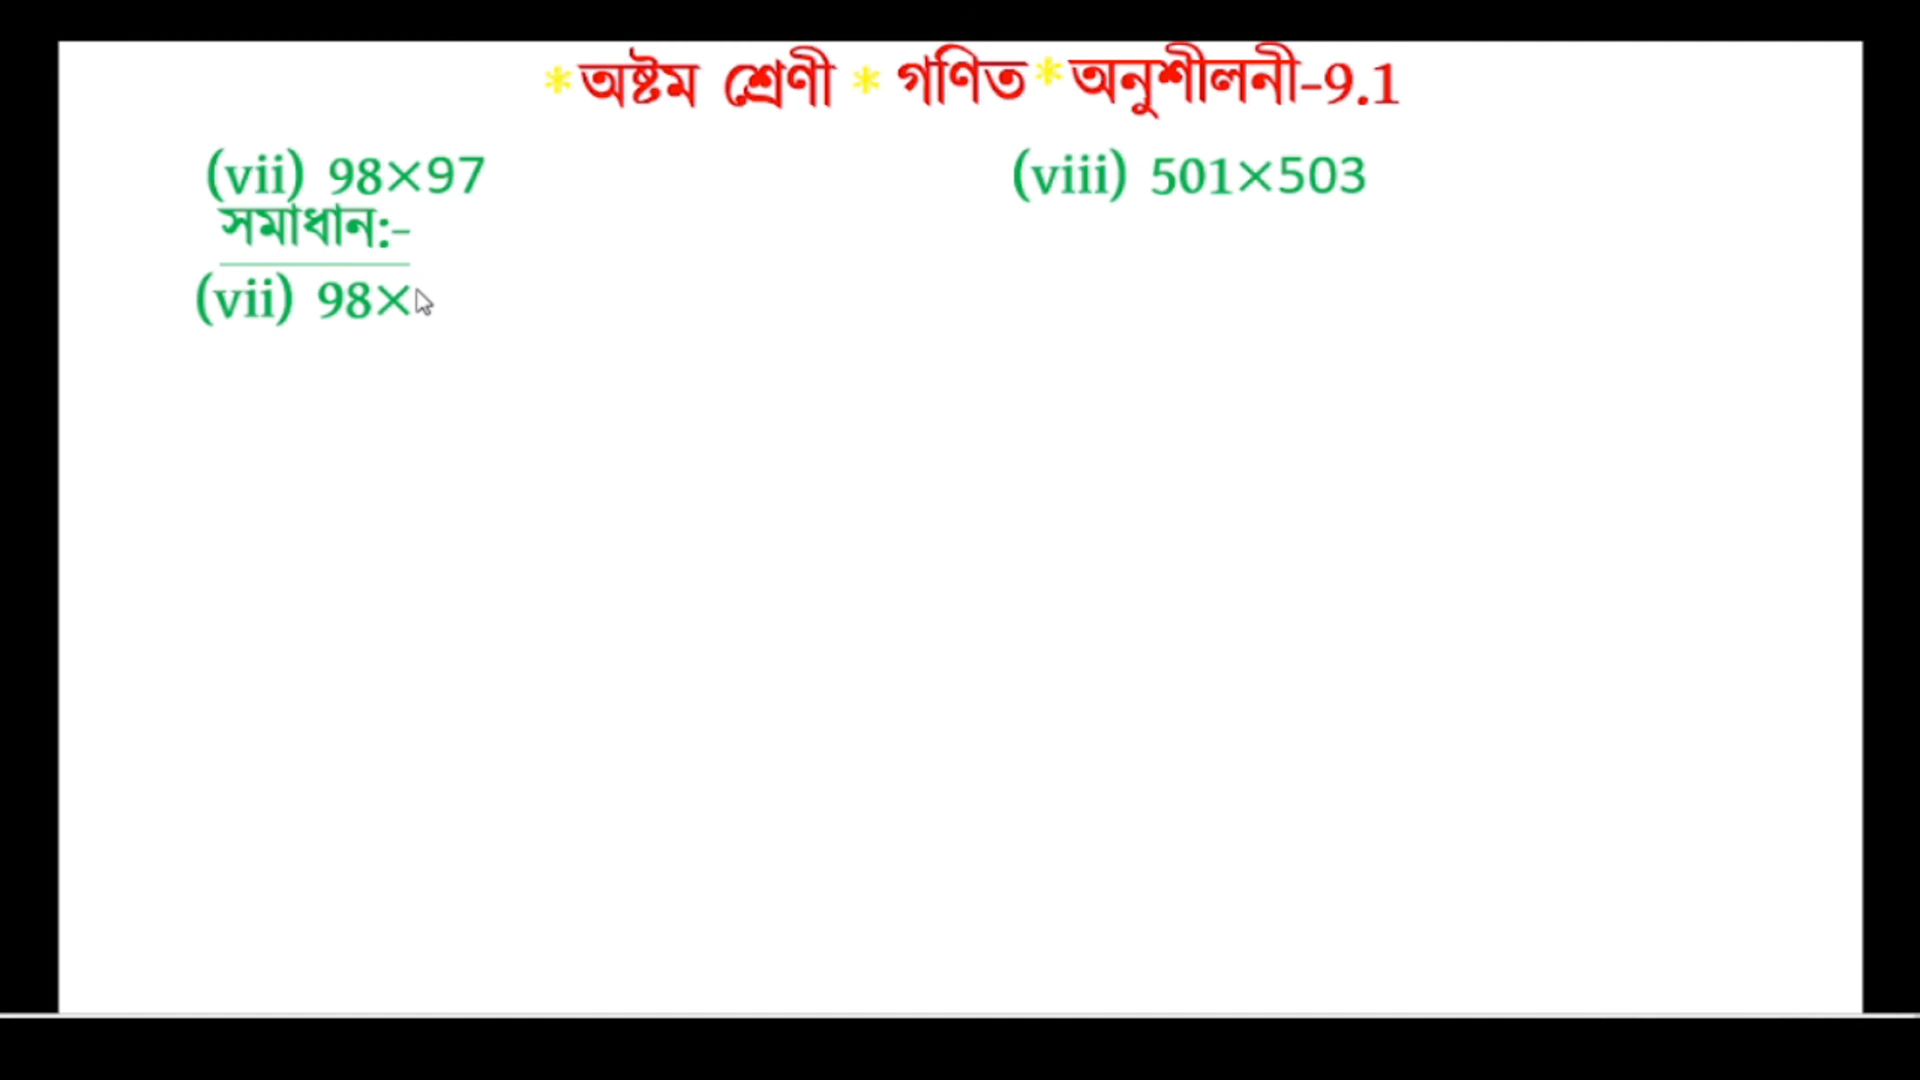 *অষ্টম শ্রেণী * গণিত *অনুশীলনী-9.1
(vii) 98×97 (viii) 501×503
সমাধান:-
(vii) 98×